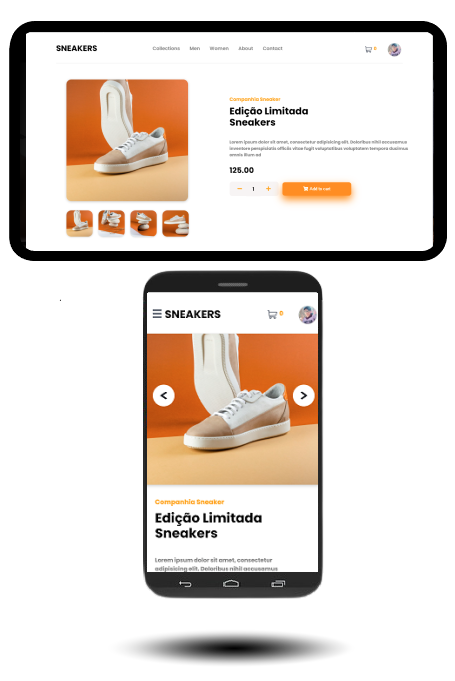 SNEAKERS
Collections Men Women About Contact
0
Companhia Sneaker
Edição Limitada
Sneakers
Lorem ipsum dolor sit amet, consectetur adipisicing elit. Doloribus nihil accusamus
inventore perspiciatis officiis vitae fugit voluptatibus voluptatem tempora ducimus
omnis illum ad
125.00
− 1 +
Add to cart
SNEAKERS
0
< >
Companhia Sneaker
Edição Limitada
Sneakers
Lorem ipsum dolor sit amet, consectetur
adipisicing elit. Doloribus nihil accusamus